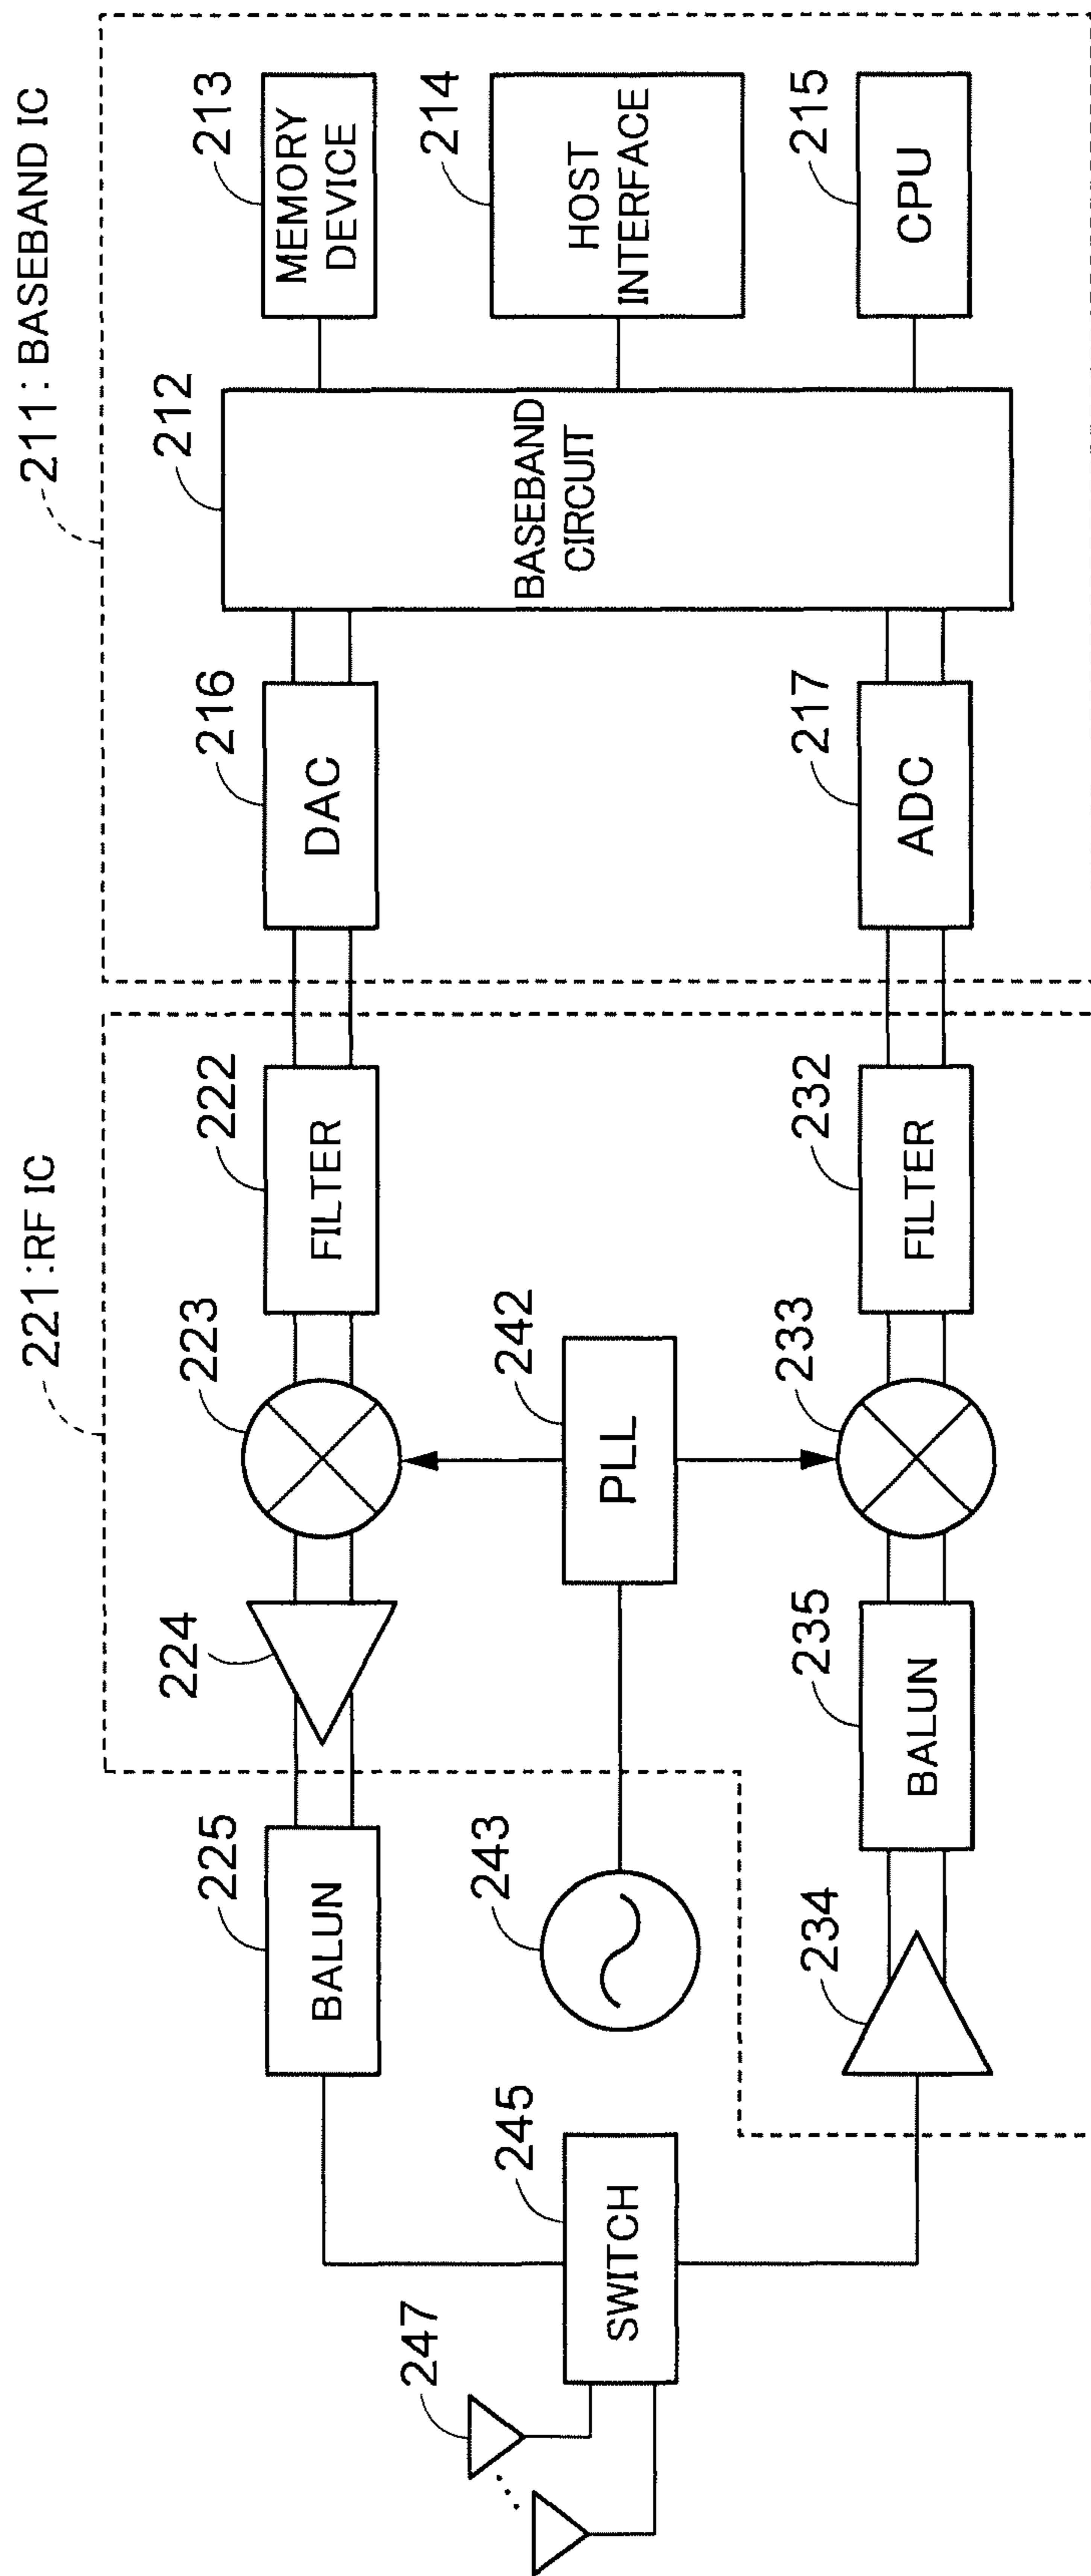 211: BASEBAND IC
221:RF IC
213
MEMORY
DEVICE
214
HOST
INTERFACE
215
CPU
212
BASEBAND
CIRCUIT
216
DAC
217
ADC
222
FILTER
232
FILTER
223
242
PLL
233
224
235
BALUN
225
BALUN
243
234
245
SWITCH
247